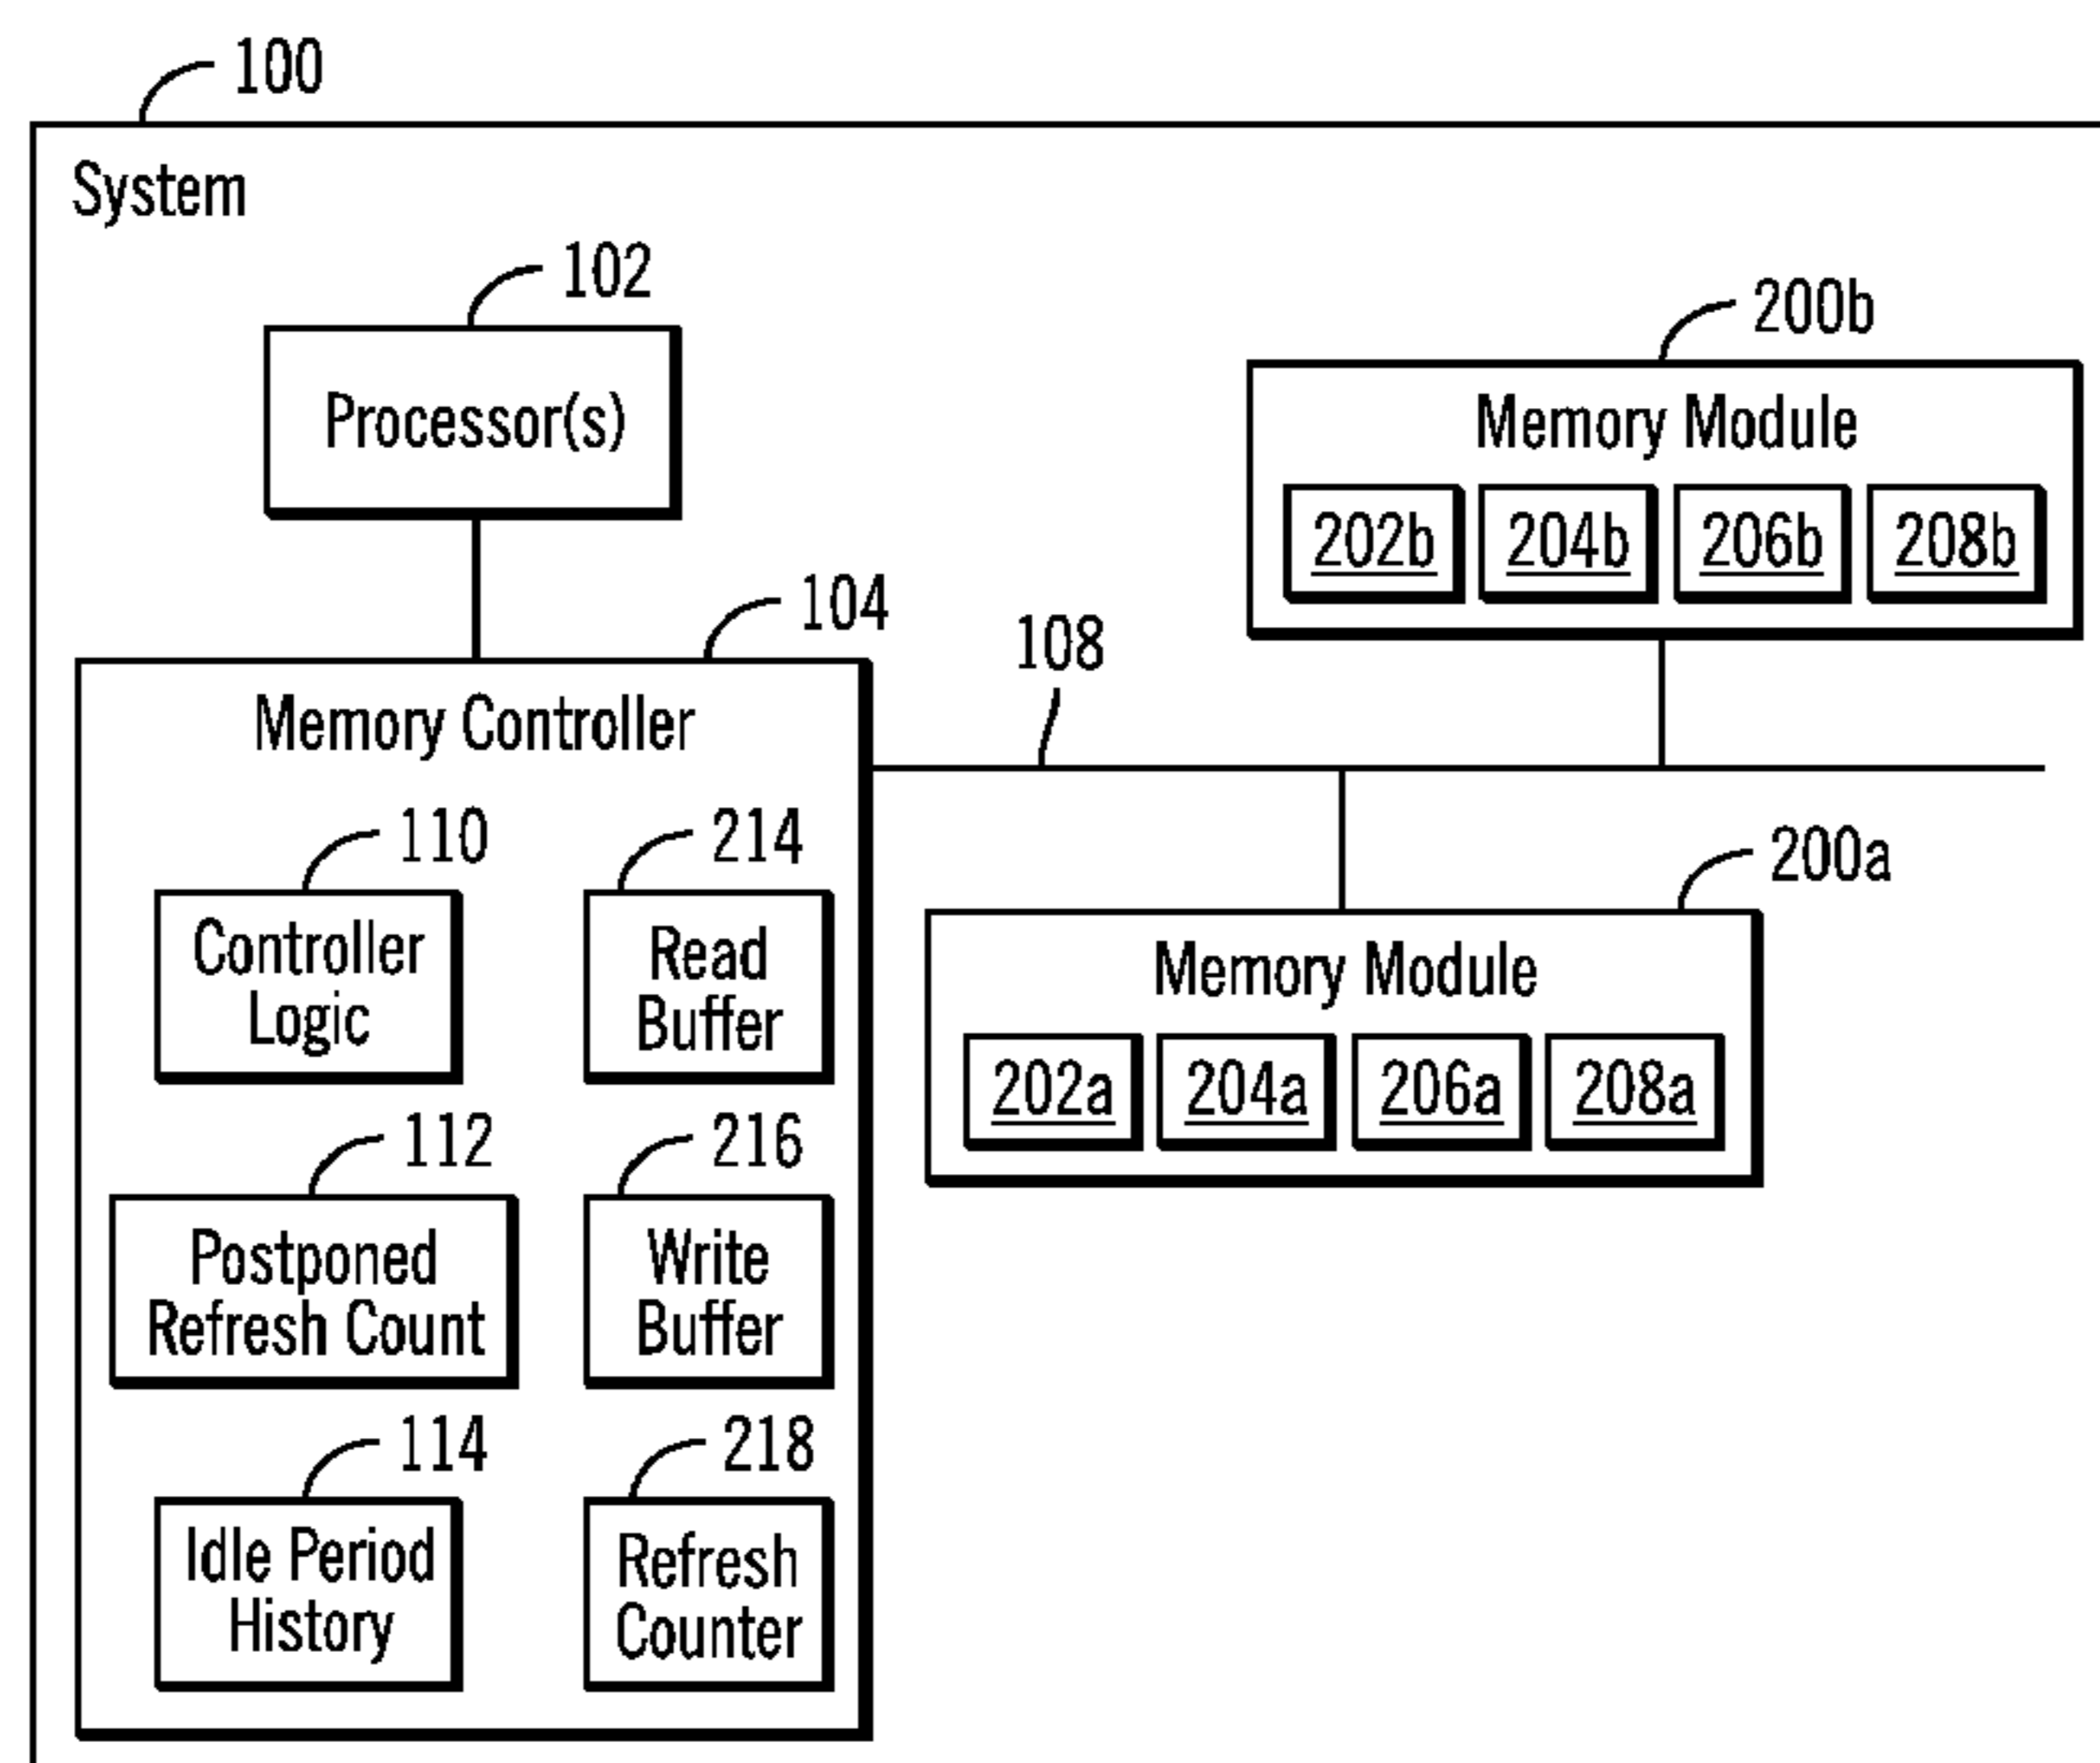 100
System
102
Processor(s)
200b
Memory Module
202b 204b 206b 208b
104
Memory Controller
108
110
Controller
Logic
214
Read
Buffer
112
Postponed
Refresh Count
216
Write
Buffer
114
Idle Period
History
218
Refresh
Counter
200a
Memory Module
202a 204a 206a 208a